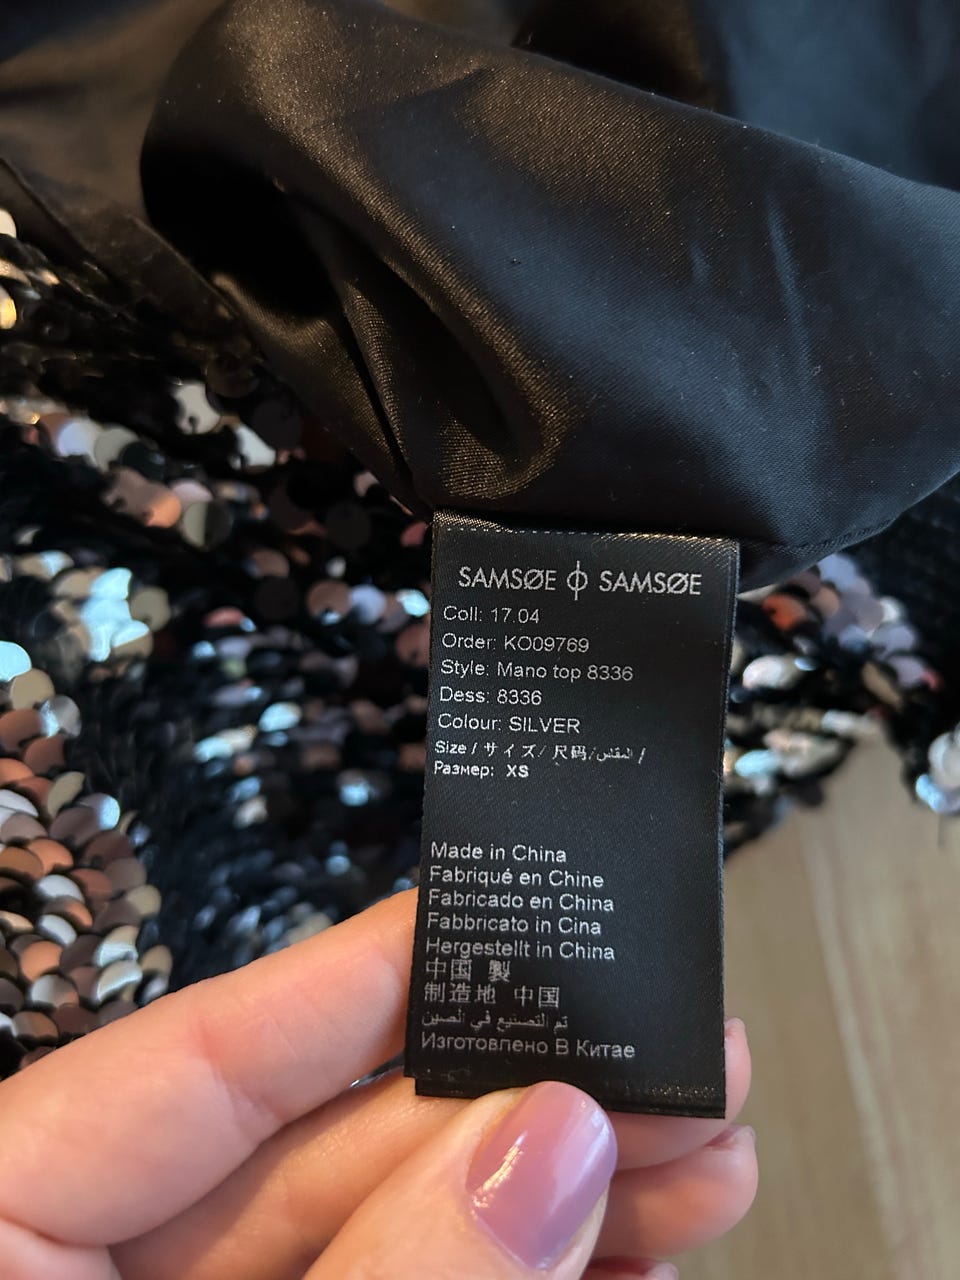 SAMSØE ϕ SAMSØE
Coll: 17.04
Order: KO09769
Style: Mano top 8336
Dess: 8336
Colour: SILVER
Size / サイズ/ 尺码/المقاس /
Размер: XS
Made in China
Fabriqué en Chine
Fabricado en China
Fabbricato in Cina
Hergestellt in China
中国 製
制造地 中国
تم التصنيع في الصين
Изготовлено В Китае